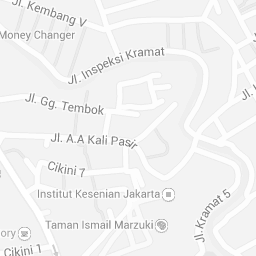 Jl. Kembang V
Money Changer
Jl. Inspeksi Kramat
Jl. Gg. Tembok
Jl. A.A Kali Pasir
Cikini 7
Institut Kesenian Jakarta
Jl. Kramat 5
Taman Ismail Marzuki
ory
Cikini 1